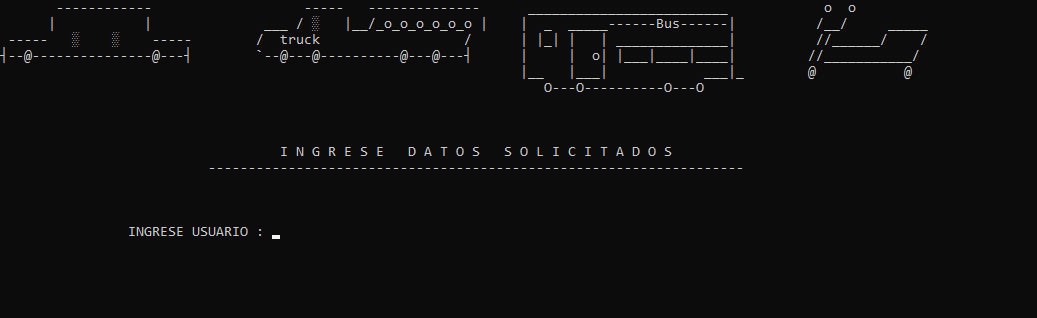 Bus
truck
I N G R E S E   D A T O S   S O L I C I T A D O S
INGRESE USUARIO :